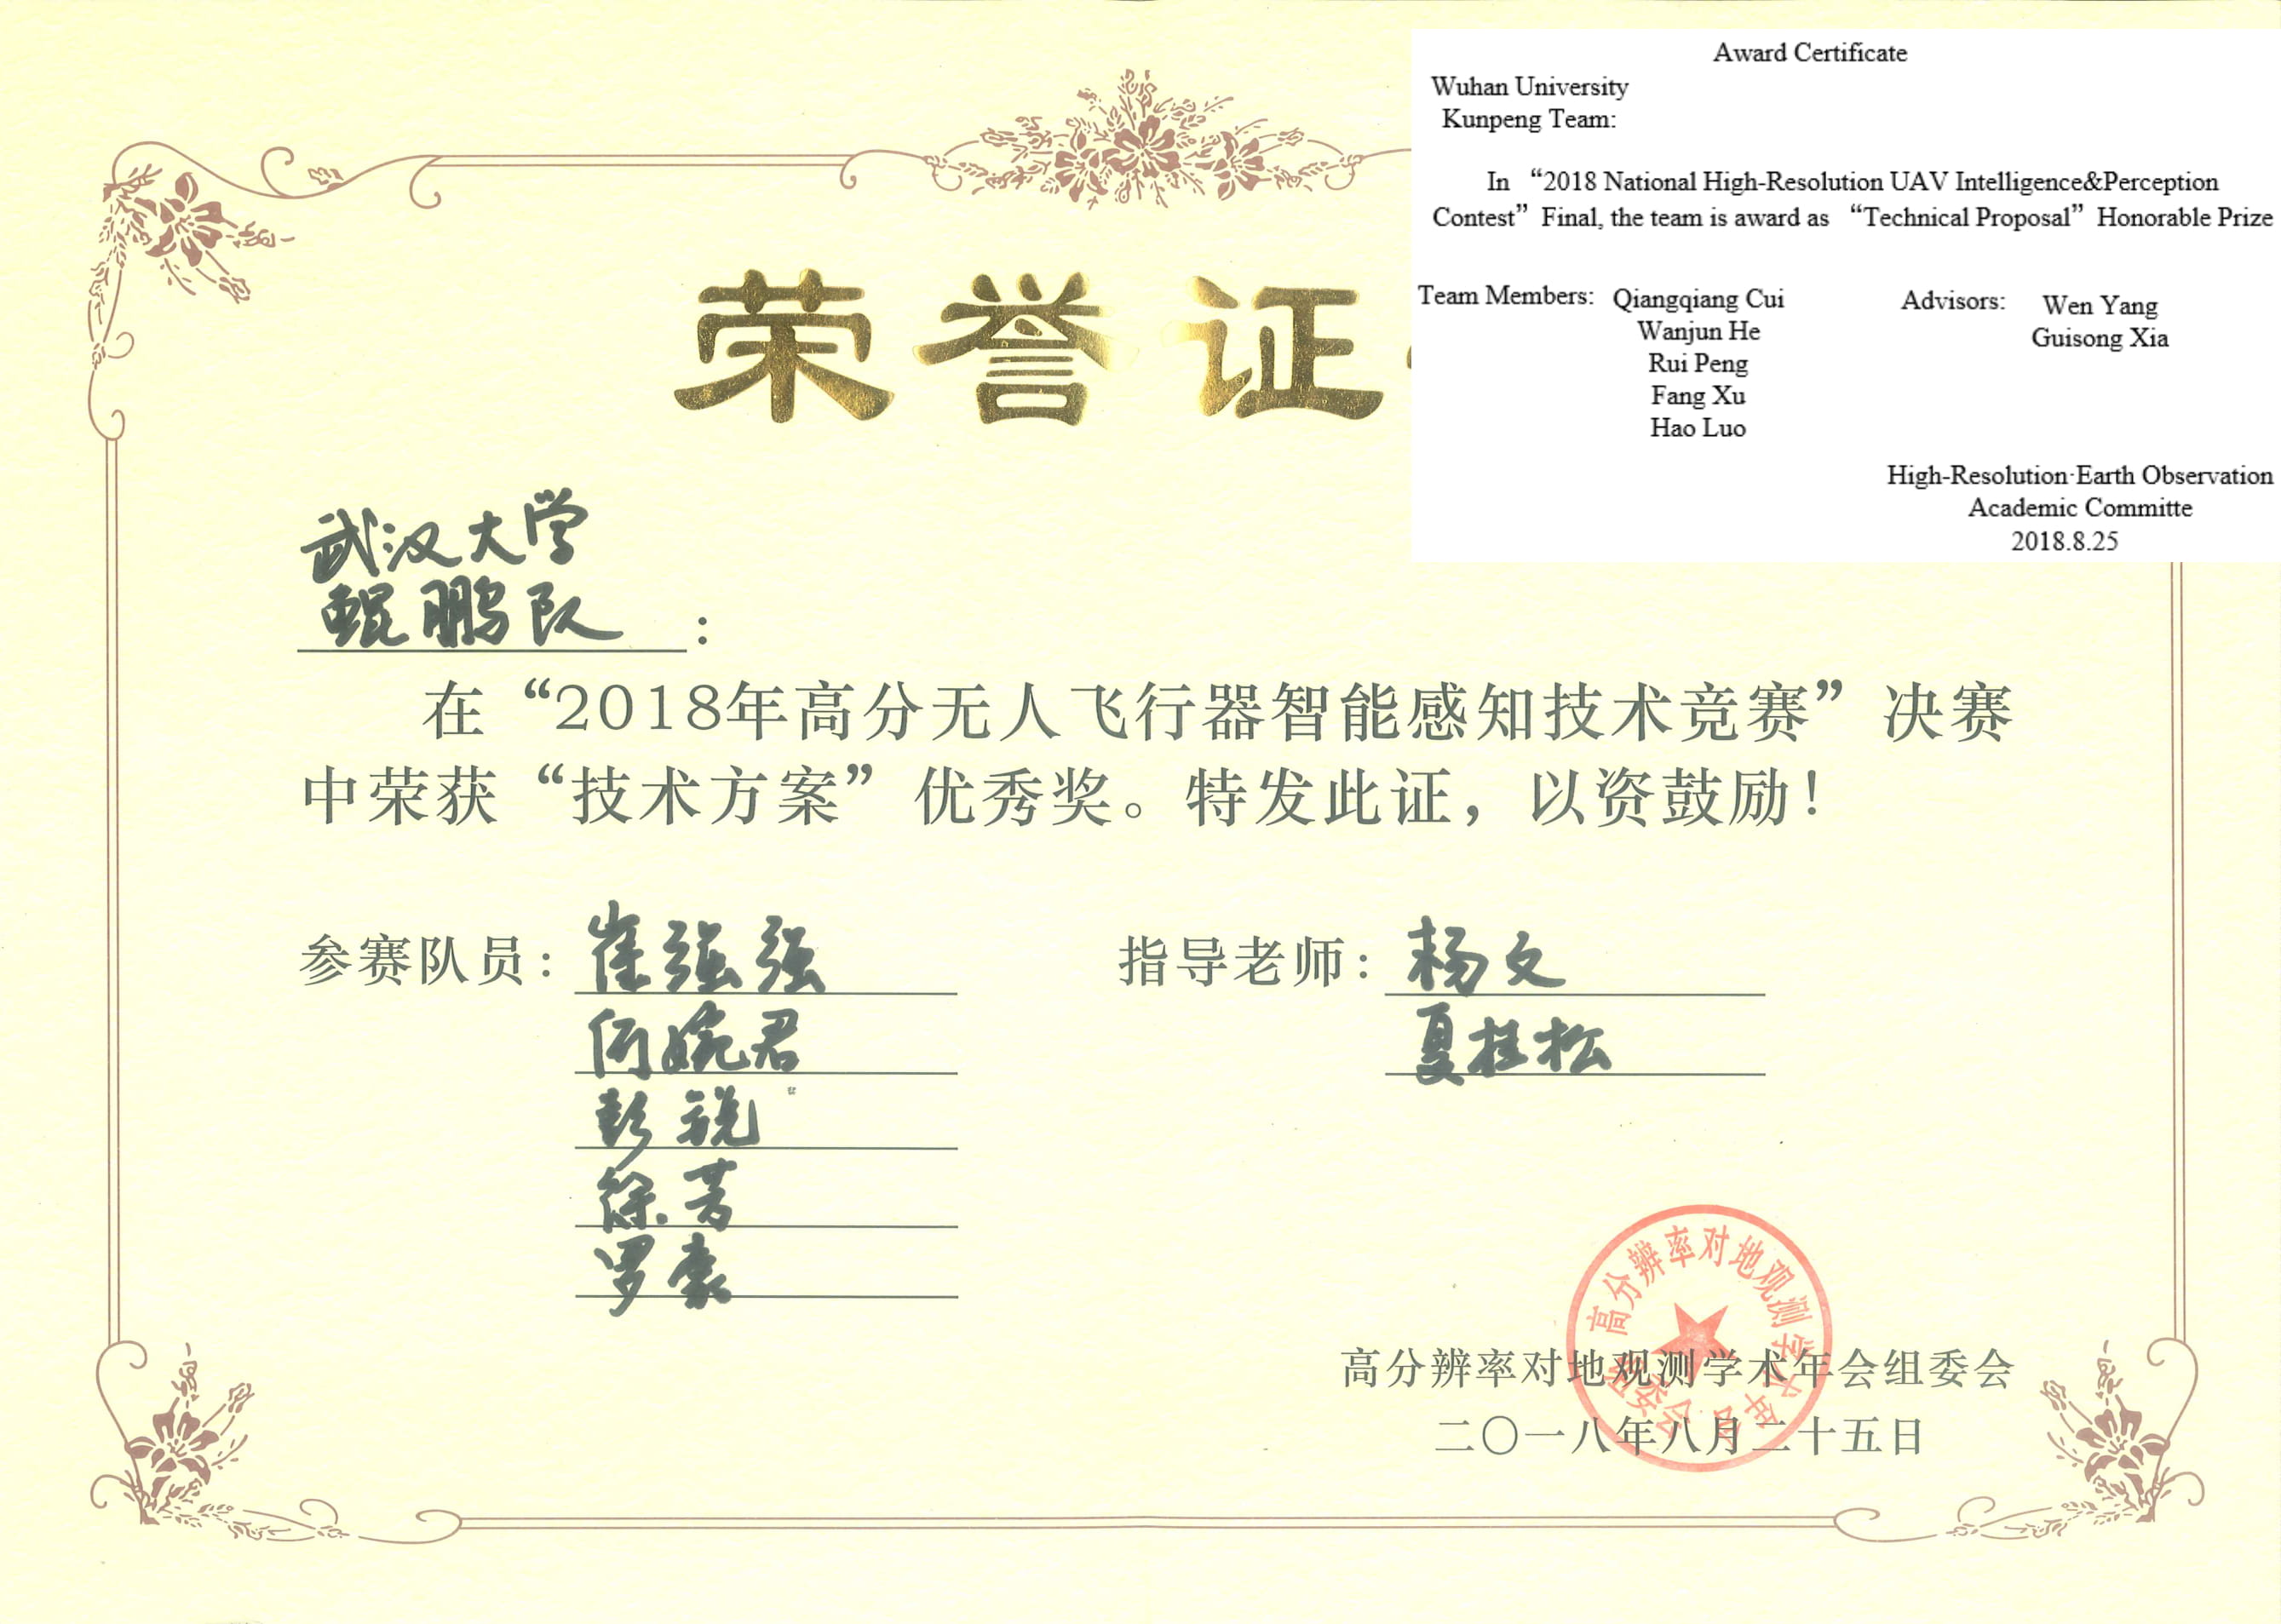 Award Certificate
Wuhan University
Kunpeng Team:
In “2018 National High-Resolution UAV Intelligence&Perception
Contest” Final, the team is award as “Technical Proposal” Honorable Prize
Team Members: Qiangqiang Cui Advisors: Wen Yang
Wanjun He Guisong Xia
Rui Peng
Fang Xu
Hao Luo
High-Resolution·Earth Observation
Academic Committe
2018.8.25
荣誉证
武汉大学
鲲鹏队：
在“2018年高分无人飞行器智能感知技术竞赛”决赛
中荣获“技术方案”优秀奖。特发此证，以资鼓励！
参赛队员：崔强强 指导老师：杨文
何婉君 夏桂松
彭锐
徐芳
罗豪
高分辨率对地观测学术年会组委会
高分辨率对地观测学术年会组委会
二〇一八年八月二十五日